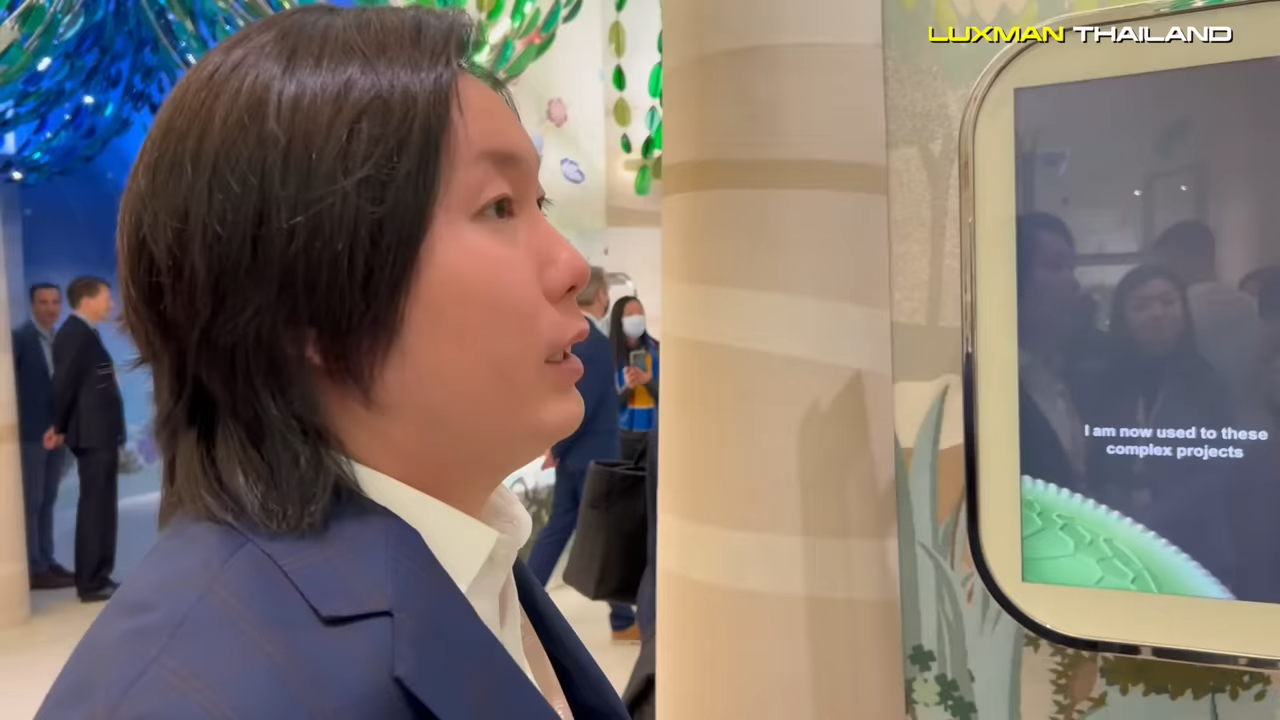 LUXMAN THAILAND
I am now used to these
complex projects